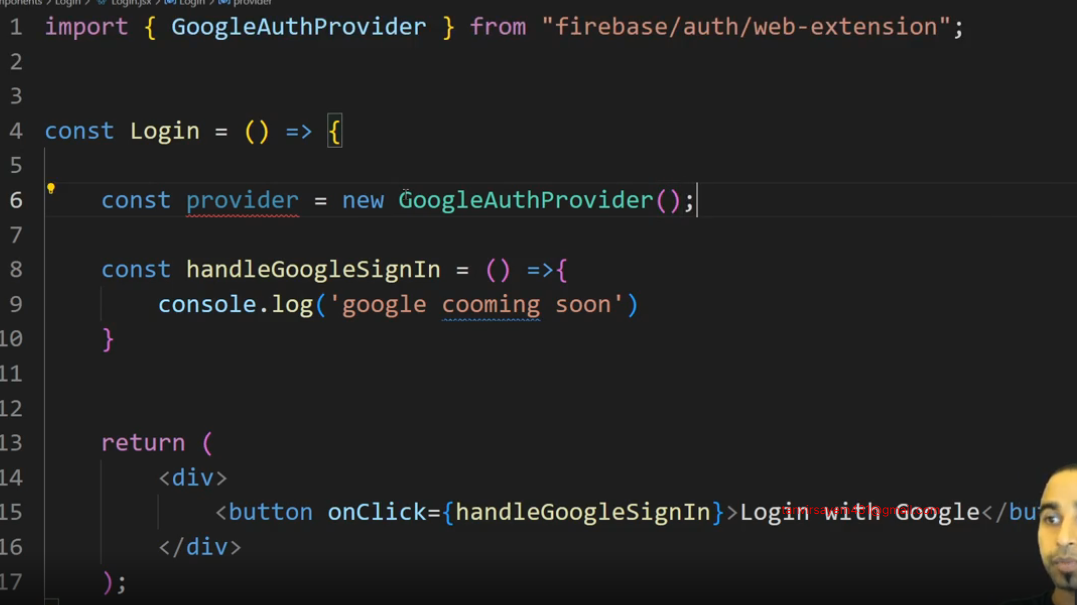 Login
Login.jsx
Login
provider
1 import { GoogleAuthProvider } from "firebase/auth/web-extension";
2
3
4 const Login = () => {
5
6 const provider = new GoogleAuthProvider();
7
8 const handleGoogleSignIn = () =>{
9 console.log('google cooming soon')
10 }
11
12
13 return (
14 <div>
15 <button onClick={handleGoogleSignIn}>Login with Google</bu
16 </div>
17 );